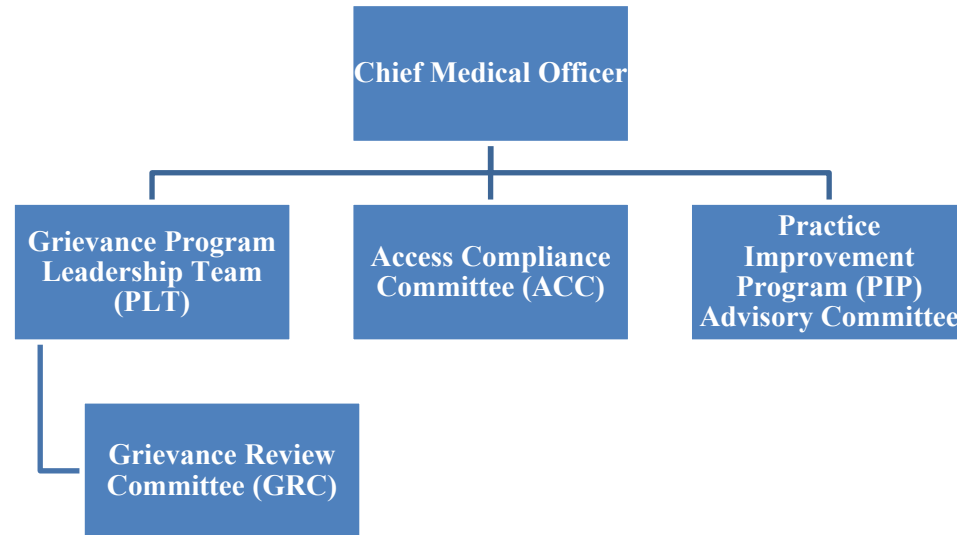 Chief Medical Officer
Grievance Program
Leadership Team
(PLT)
Access Compliance
Committee (ACC)
Practice
Improvement
Program (PIP)
Advisory Committee
Grievance Review
Committee (GRC)